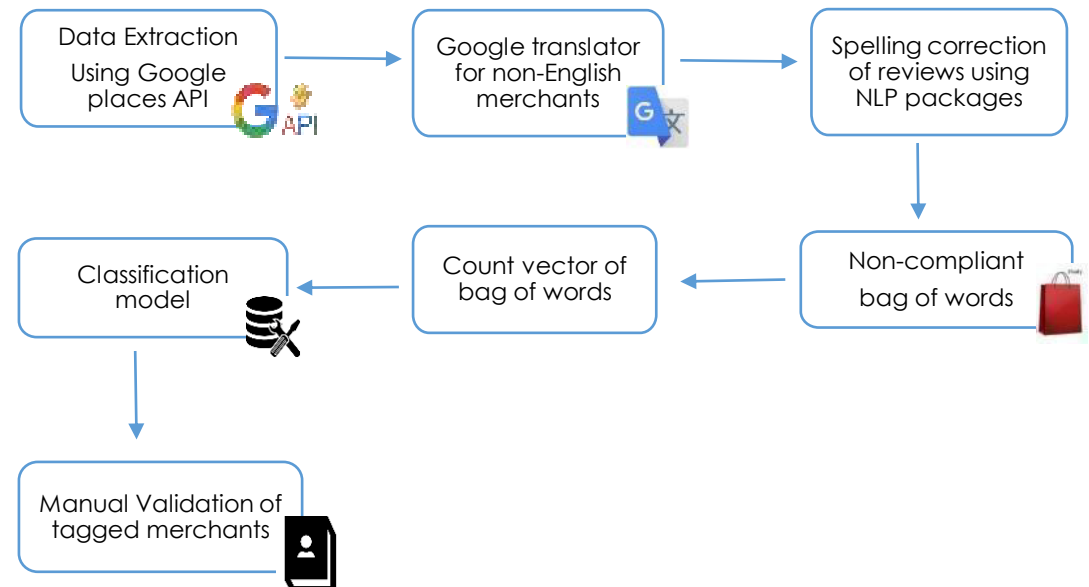 Data Extraction
Using Google
places API
API
Google translator
for non-English
merchants
G
文
Spelling correction
of reviews using
NLP packages
Non-compliant
bag of words
Count vector of
bag of words
Classification
model
Manual Validation of
tagged merchants